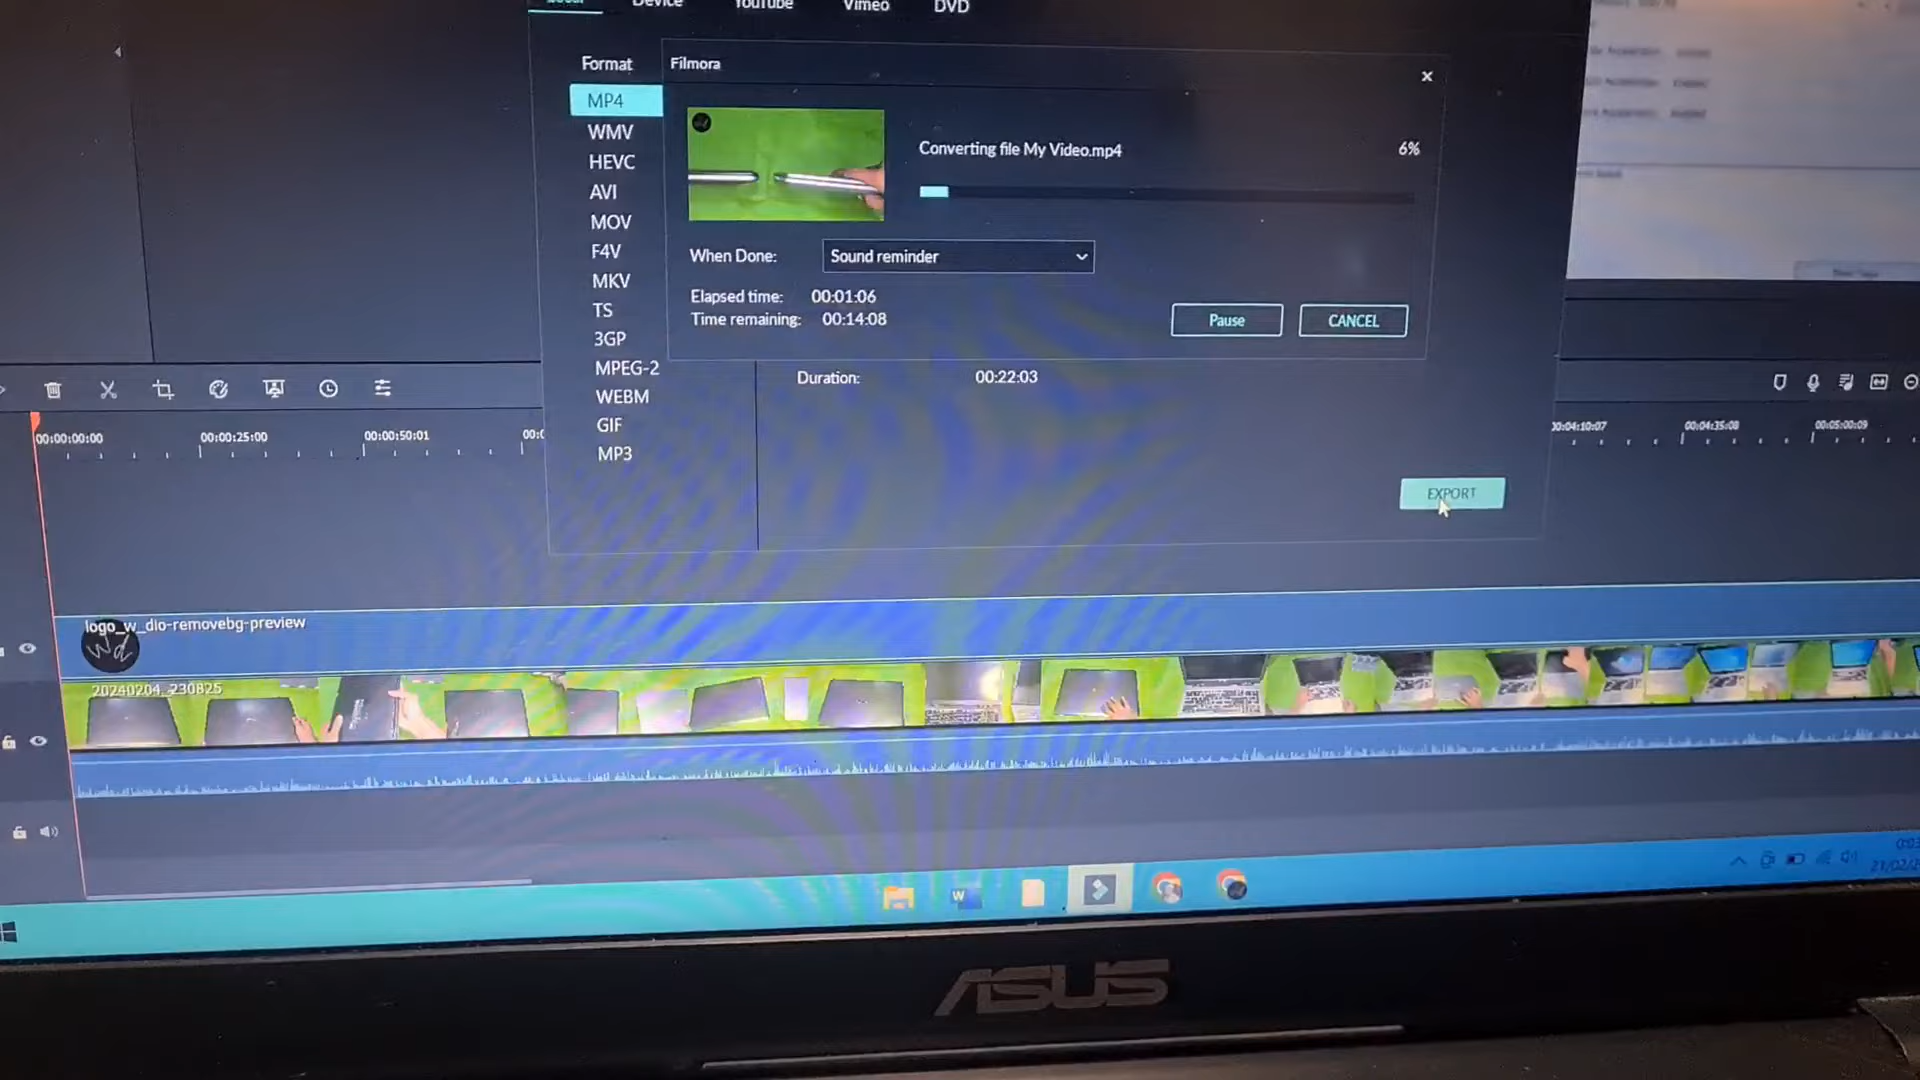 Device
YouTube
Vimeo
DVD
Format
Filmora
MP4
WMV
HEVC
AVI
MOV
F4V
MKV
TS
3GP
MPEG-2
WEBM
GIF
MP3
Converting file My Video.mp4
6%
When Done:
Sound reminder
Elapsed time: 00:01:06
Time remaining: 00:14:08
Pause
CANCEL
Duration: 00:22:03
EXPORT
00:00:00:00
00:00:25:00
00:00:50:01
00:04:10:07
00:04:35:08
00:05:00:09
logo_w_dio-removebg-preview
wd
20240204_230825
W
ASUS